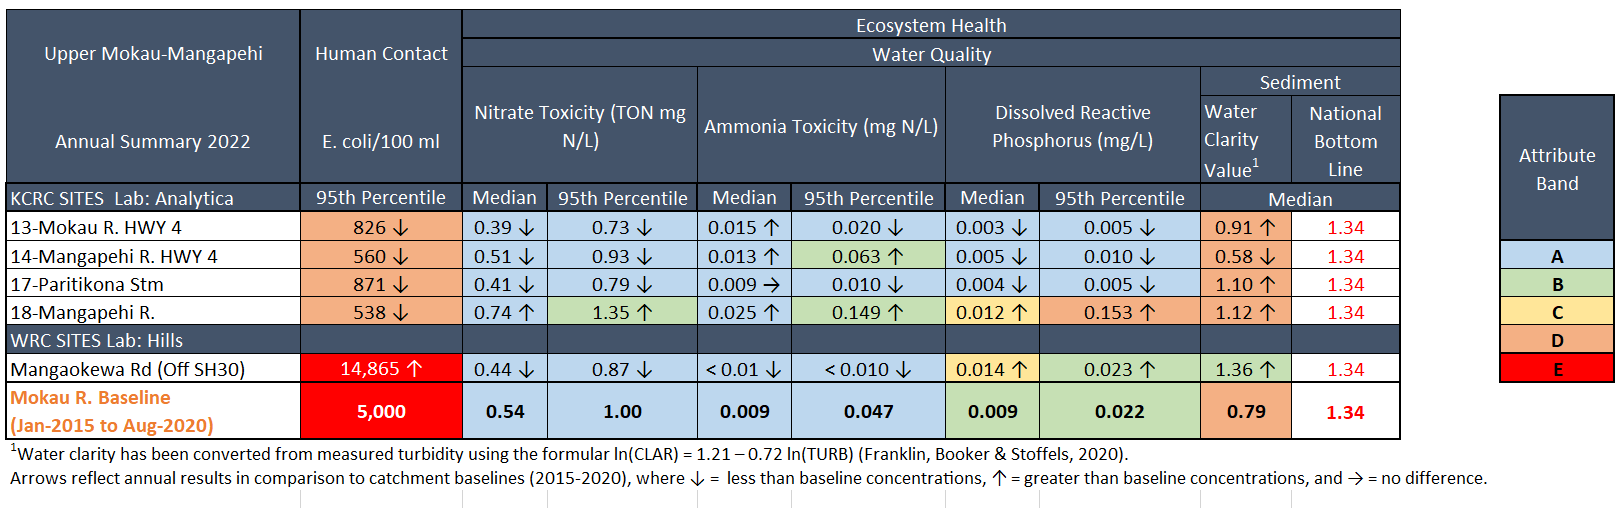 Ecosystem Health
Upper Mokau-Mangapehi Human Contact Water Quality
Sediment
Nitrate Toxicity (TON mg N/L) Ammonia Toxicity (mg N/L) Dissolved Reactive Phosphorus (mg/L) Water Clarity Value1 National Bottom Line
Annual Summary 2022 E. coli/100 ml
KCRC SITES Lab: Analytica 95th Percentile Median 95th Percentile Median 95th Percentile Median 95th Percentile Median
13-Mokau R. HWY 4 826 ↓ 0.39 ↓ 0.73 ↓ 0.015 ↑ 0.020 ↓ 0.003 ↓ 0.005 ↓ 0.91 ↑ 1.34
14-Mangapehi R. HWY 4 560 ↓ 0.51 ↓ 0.93 ↓ 0.013 ↑ 0.063 ↑ 0.005 ↓ 0.010 ↓ 0.58 ↓ 1.34
17-Paritikona Stm 871 ↓ 0.41 ↓ 0.79 ↓ 0.009 → 0.010 ↓ 0.004 ↓ 0.005 ↓ 1.10 ↑ 1.34
18-Mangapehi R. 538 ↓ 0.74 ↑ 1.35 ↑ 0.025 ↑ 0.149 ↑ 0.012 ↑ 0.153 ↑ 1.12 ↑ 1.34
WRC SITES Lab: Hills
Mangaokewa Rd (Off SH30) 14,865 ↑ 0.44 ↓ 0.87 ↓ < 0.01 ↓ < 0.010 ↓ 0.014 ↑ 0.023 ↑ 1.36 ↑ 1.34
Mokau R. Baseline
(Jan-2015 to Aug-2020) 5,000 0.54 1.00 0.009 0.047 0.009 0.022 0.79 1.34
1Water clarity has been converted from measured turbidity using the formular ln(CLAR) = 1.21 – 0.72 ln(TURB) (Franklin, Booker & Stoffels, 2020).
Arrows reflect annual results in comparison to catchment baselines (2015-2020), where ↓ = less than baseline concentrations, ↑ = greater than baseline concentrations, and → = no difference.
Attribute
Band
A
B
C
D
E